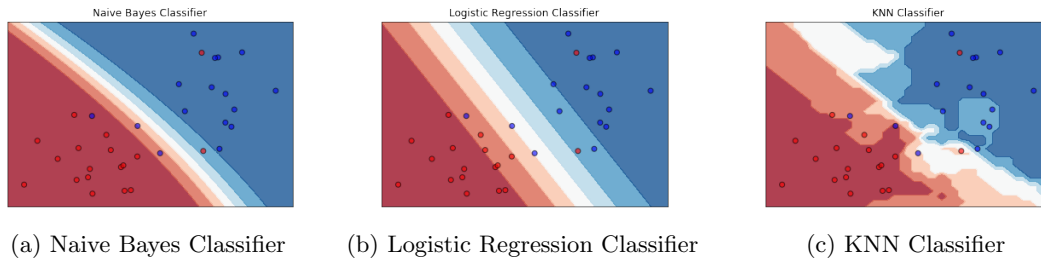 Naive Bayes Classifier
Logistic Regression Classifier
KNN Classifier
(a) Naive Bayes Classifier
(b) Logistic Regression Classifier
(c) KNN Classifier